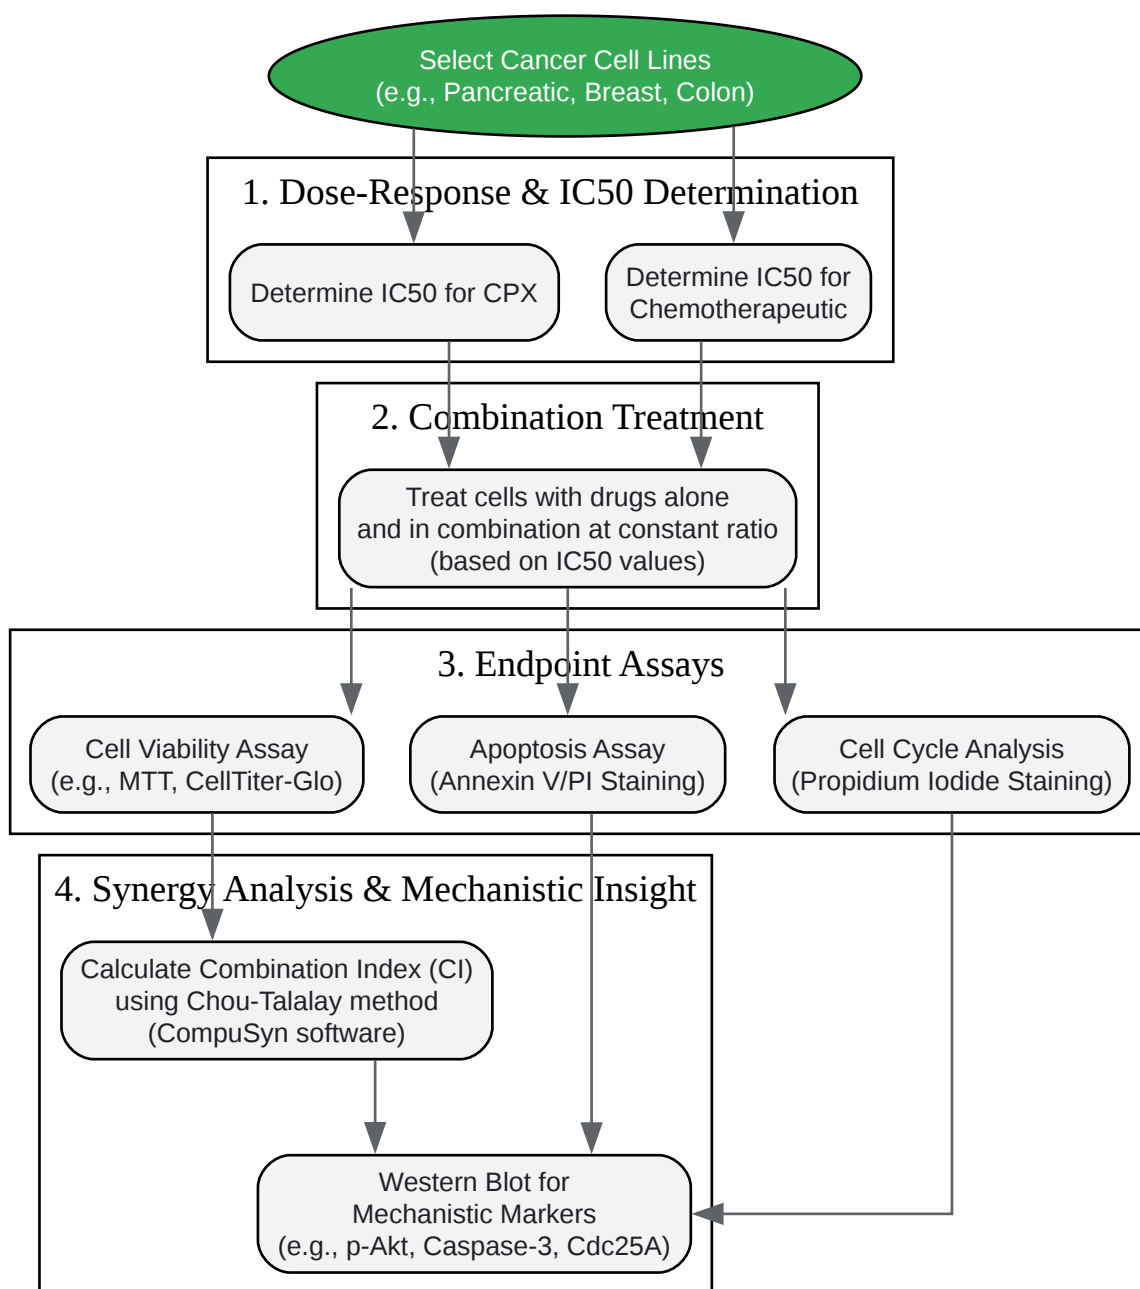 Select Cancer Cell Lines
(e.g., Pancreatic, Breast, Colon)
1. Dose-Response & IC50 Determination
Determine IC50 for CPX
Determine IC50 for
Chemotherapeutic
2. Combination Treatment
Treat cells with drugs alone
and in combination at constant ratio
(based on IC50 values)
3. Endpoint Assays
Cell Viability Assay
(e.g., MTT, CellTiter-Glo)
Apoptosis Assay
(Annexin V/PI Staining)
Cell Cycle Analysis
(Propidium Iodide Staining)
4. Synergy Analysis & Mechanistic Insight
Calculate Combination Index (CI)
using Chou-Talalay method
(CompuSyn software)
Western Blot for
Mechanistic Markers
(e.g., p-Akt, Caspase-3, Cdc25A)